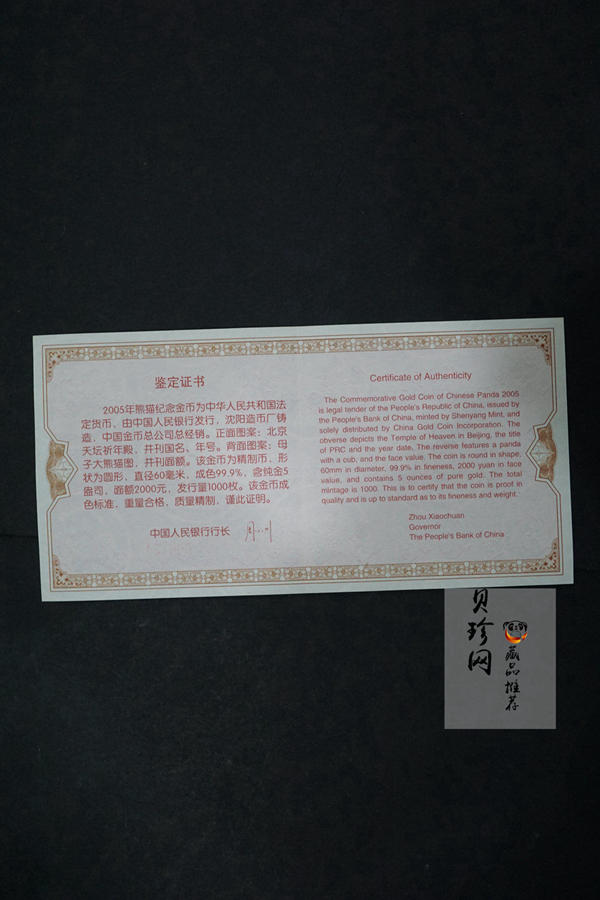 鉴定证书
2005年熊猫纪念金币为中华人民共和国法
定货币，由中国人民银行发行，沈阳造币厂铸
造，中国金币总公司总经销。正面图案：北京
天坛祈年殿，并刊国名、年号。背面图案：母
子大熊猫图，并刊面额。该金币为精制币，形
状为圆形，直径60毫米，成色99.9%，含纯金5
盎司，面额2000元，发行量1000枚。该金币成
色标准，重量合格，质量精制，谨此证明。
中国人民银行行长
Certificate of Authenticity
The Commemorative Gold Coin of Chinese Panda 2005
is legal tender of the People's Republic of China, issued by
the People's Bank of China, minted by Shenyang Mint, and
solely distributed by China Gold Coin Incorporation. The
obverse depicts the Temple of Heaven in Beijing, the title
of PRC and the year date. The reverse features a panda
with a cub, and the face value. The coin is round in shape,
60mm in diameter, 99.9% in fineness, 2000 yuan in face
value, and contains 5 ounces of pure gold. The total
mintage is 1000. This is to certify that the coin is proof in
quality and is up to standard as to its fineness and weight.
Zhou Xiaochuan
Governor
The People's Bank of China
贝珍网
藏品推荐